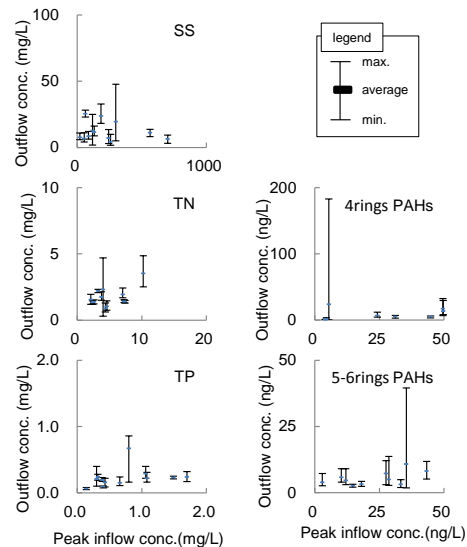 SS
Outflow conc. (mg/L)
100
50
0
0
1000
legend
max.
average
min.
TN
Outflow conc. (mg/L)
10
5
0
0
10
20
4rings PAHs
Outflow conc. (ng/L)
200
100
0
0
25
50
TP
Outflow conc. (mg/L)
2.0
1.0
0.0
0.0
1.0
2.0
Peak inflow conc.(mg/L)
5-6rings PAHs
Outflow conc. (ng/L)
50
25
0
0
25
50
Peak inflow conc.(ng/L)